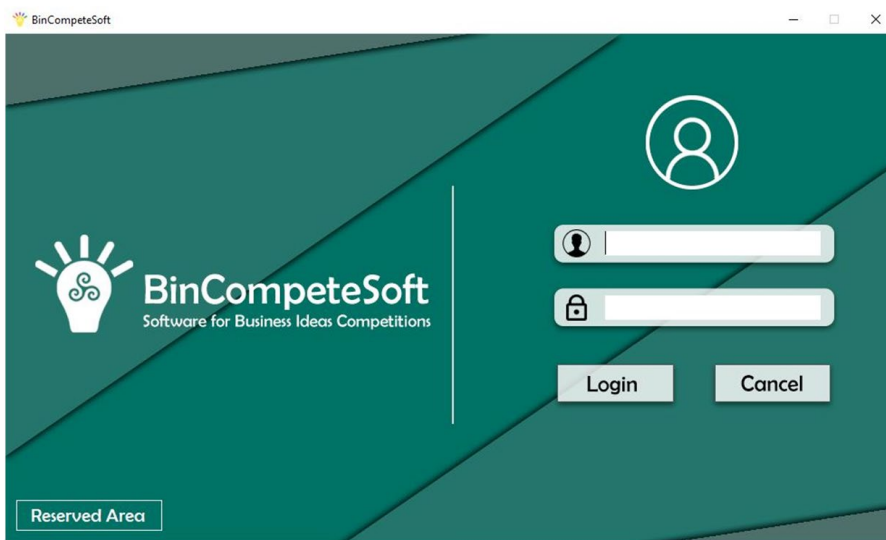 BinCompeteSoft
BinCompeteSoft
Software for Business Ideas Competitions
Login
Cancel
Reserved Area